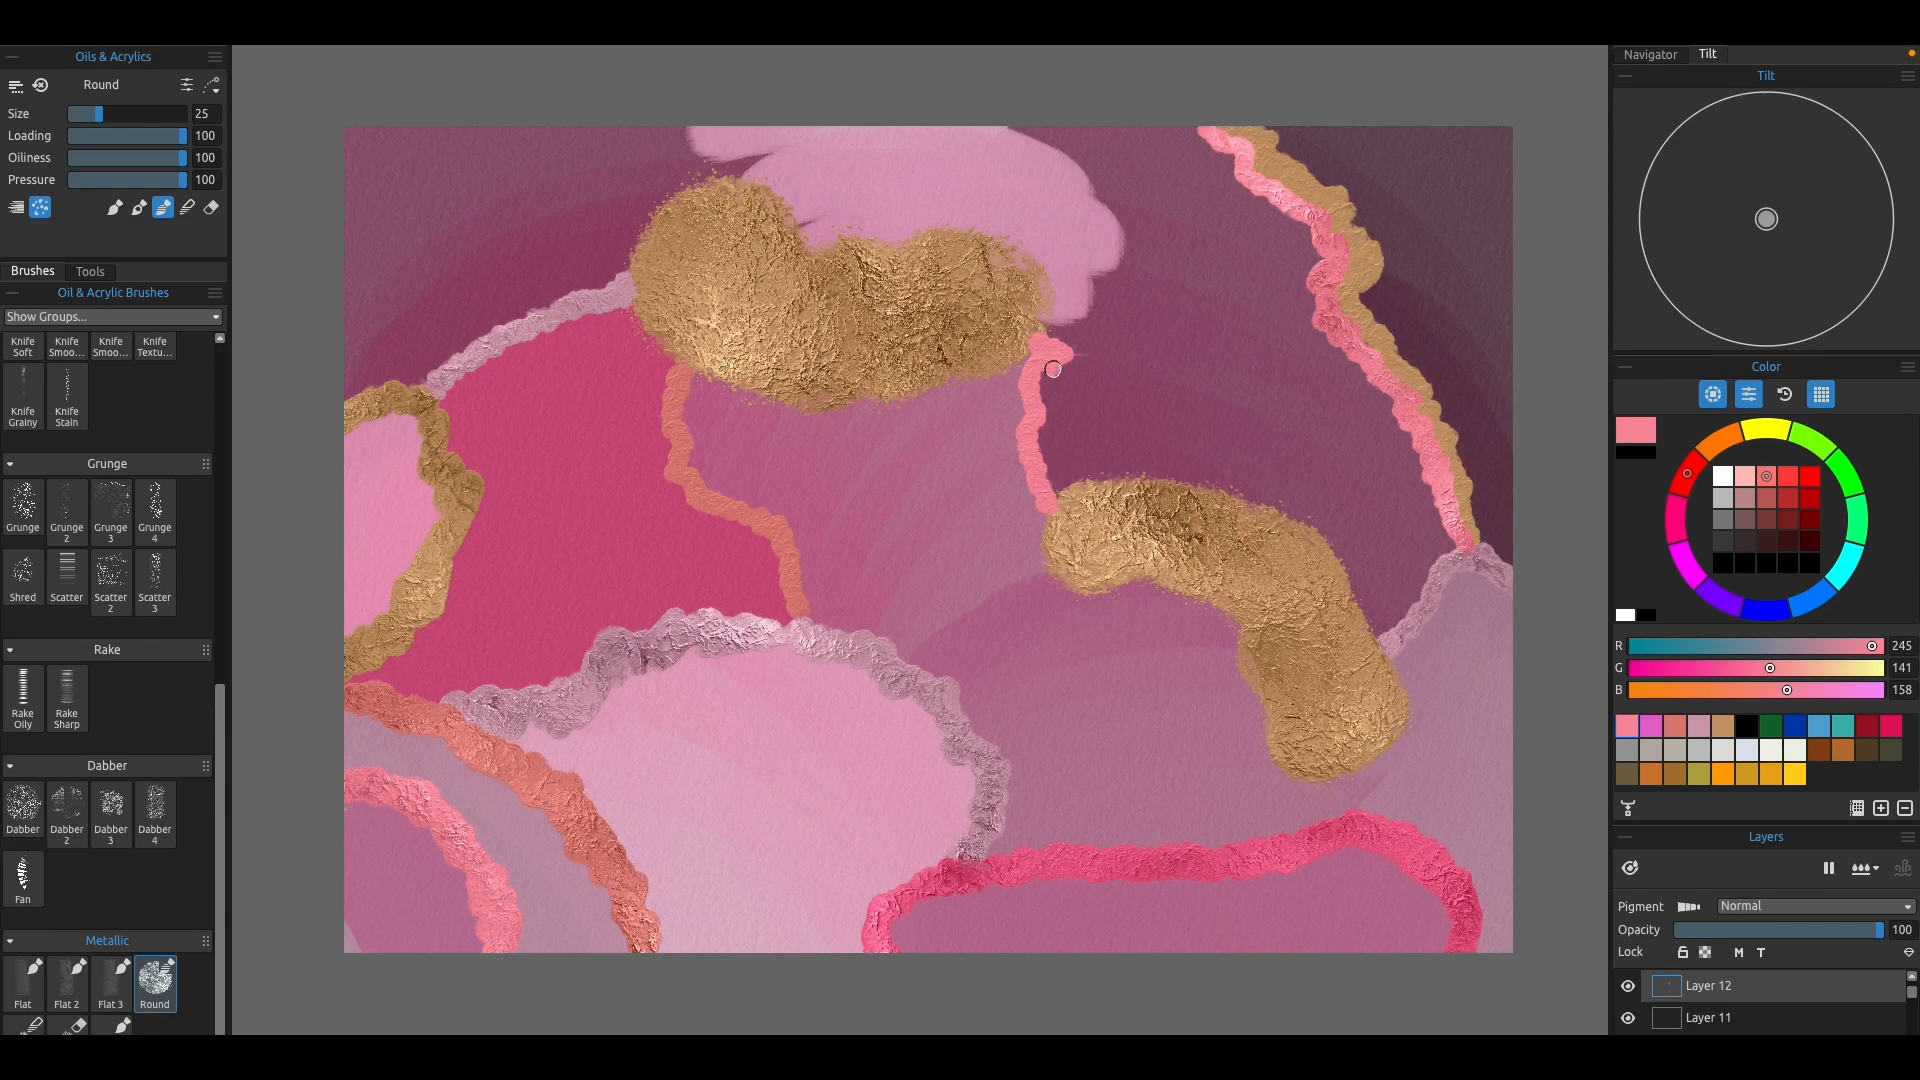 Oils & Acrylics
Round
Size 25
Loading 100
Oiliness 100
Pressure 100
Brushes Tools
Oil & Acrylic Brushes
Show Groups...
Knife Soft
Knife Smoo...
Knife Smoo...
Knife Textu...
Knife Grainy
Knife Stain
Grunge
Grunge
Grunge 2
Grunge 3
Grunge 4
Shred
Scatter
Scatter 2
Scatter 3
Rake
Rake Oily
Rake Sharp
Dabber
Dabber
Dabber 2
Dabber 3
Dabber 4
Fan
Metallic
Flat
Flat 2
Flat 3
Round
Navigator Tilt
Tilt
Color
R 245
G 141
B 158
Layers
Pigment Normal
Opacity 100
Lock M T
Layer 12
Layer 11